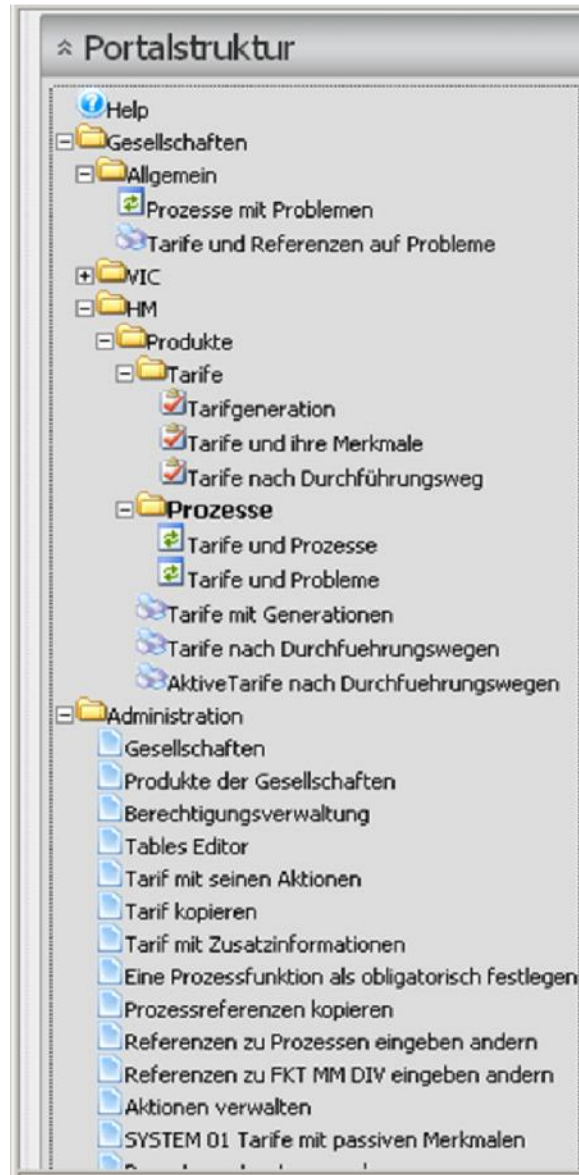 Portalstruktur
Help
Gesellschaften
Allgemein
Prozesse mit Problemen
Tarife und Referenzen auf Probleme
VIC
HM
Produkte
Tarife
Tarifgeneration
Tarife und ihre Merkmale
Tarife nach Durchführungsweg
Prozesse
Tarife und Prozesse
Tarife und Probleme
Tarife mit Generationen
Tarife nach Durchfuehrungswegen
AktiveTarife nach Durchfuehrungswegen
Administration
Gesellschaften
Produkte der Gesellschaften
Berechtigungsverwaltung
Tables Editor
Tarif mit seinen Aktionen
Tarif kopieren
Tarif mit Zusatzinformationen
Eine Prozessfunktion als obligatorisch festlegen
Prozessreferenzen kopieren
Referenzen zu Prozessen eingeben andern
Referenzen zu FKT MM DIV eingeben andern
Aktionen verwalten
SYSTEM 01 Tarife mit passiven Merkmalen